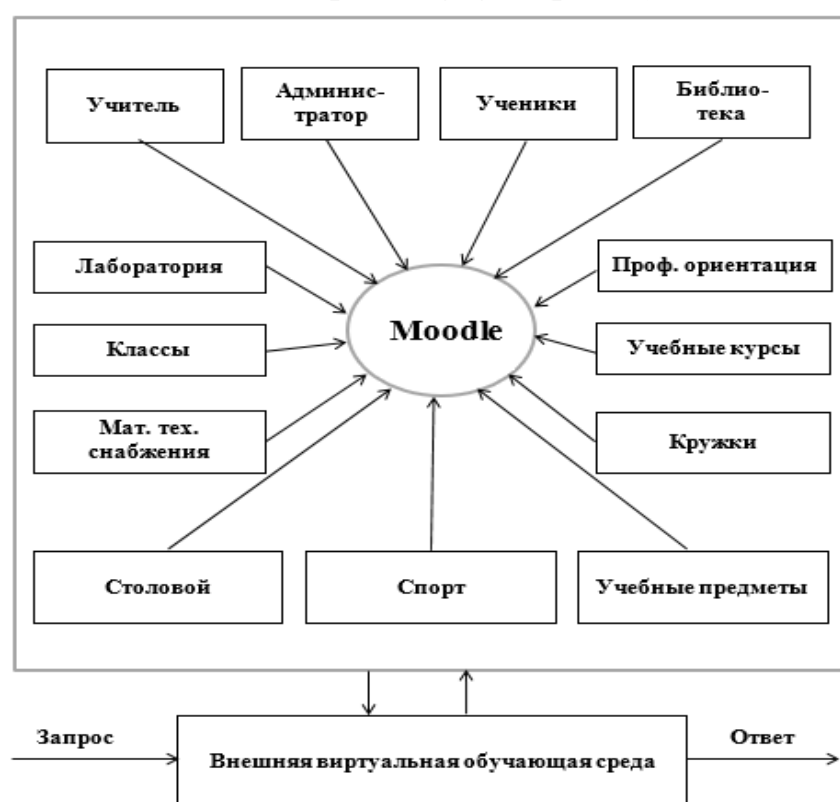 Учитель
Админис-
тратор
Ученики
Библио-
тека
Лаборатория
Проф. ориентация
Moodle
Классы
Учебные курсы
Мат. тех.
снабжения
Кружки
Столовой
Спорт
Учебные предметы
Запрос
Ответ
Внешняя виртуальная обучающая среда